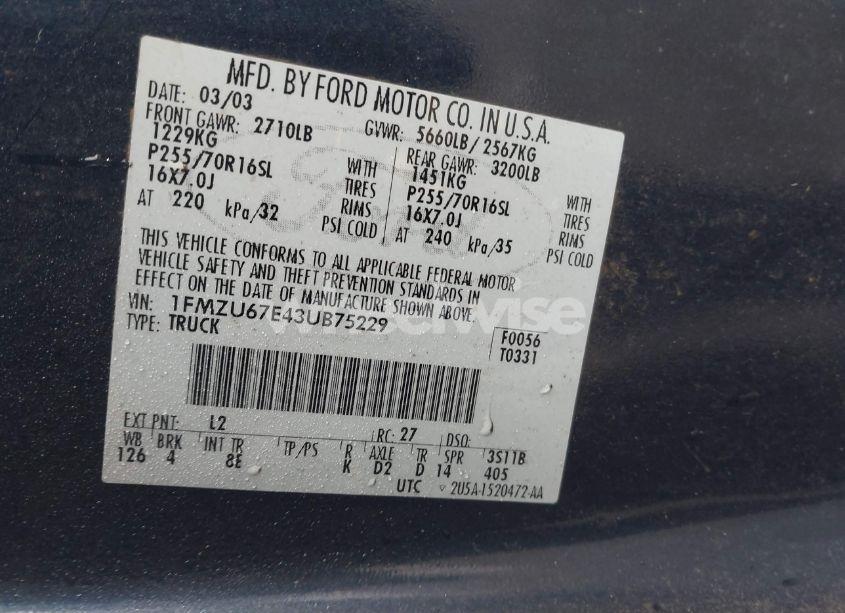 MFD. BY FORD MOTOR CO. IN U.S.A.
DATE: 03/03 GVWR: 5660LB/2567KG
FRONT GAWR: 2710LB REAR GAWR: 3200LB
1229KG WITH 1451KG WITH
P255/70R16SL TIRES P255/70R16SL TIRES
16X7.0J RIMS 16X7.0J RIMS
AT 220 kPa/32 PSI COLD AT 240 kPa/35 PSI COLD
THIS VEHICLE CONFORMS TO ALL APPLICABLE FEDERAL MOTOR
VEHICLE SAFETY AND THEFT PREVENTION STANDARDS IN
EFFECT ON THE DATE OF MANUFACTURE SHOWN ABOVE.
VIN: 1FMZU67E43UB75229
TYPE: TRUCK
F0056
T0331
EXT PNT: L2 RC: 27 DSO:
WB BRK INT TR TP/PS R AXLE TR SPR 3S11B
126 4 8E K D2 D 14 405
UTC 2U5A-1520472-AA